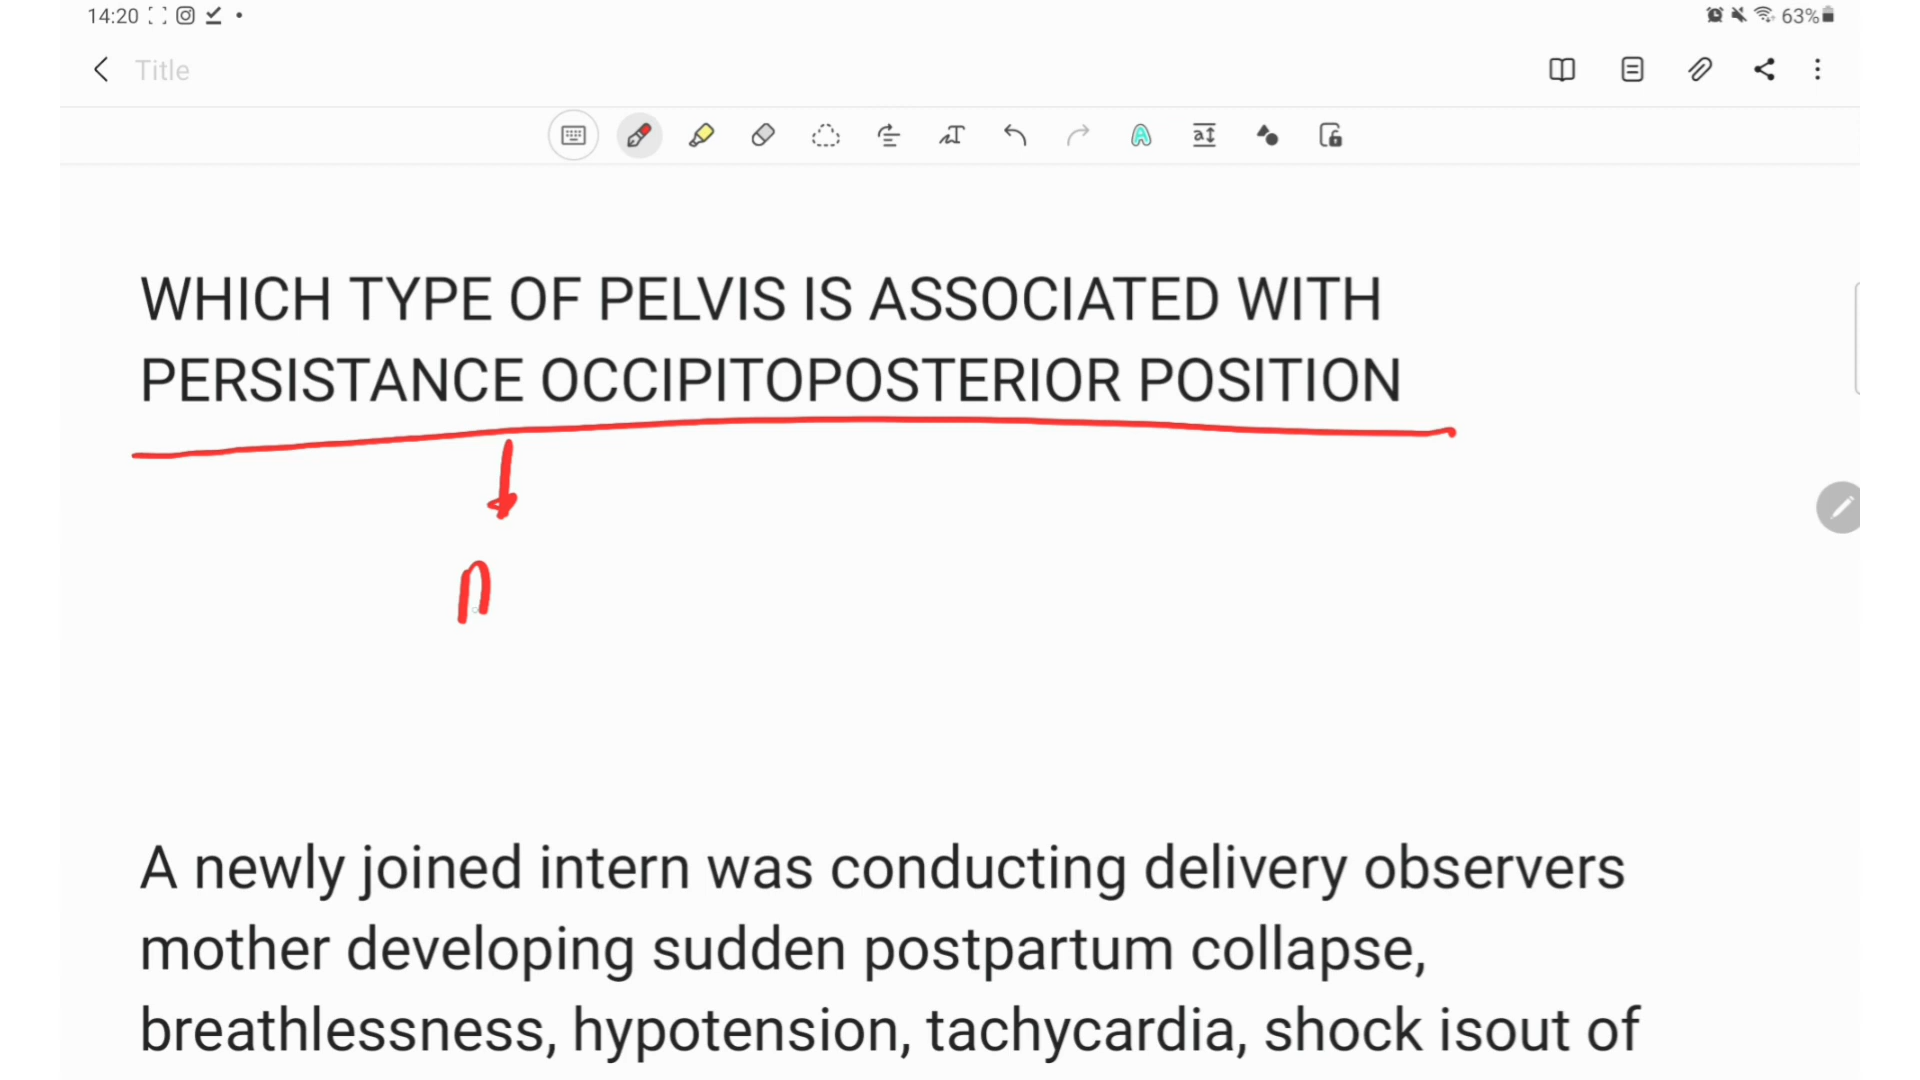 14:20
63%
Title
WHICH TYPE OF PELVIS IS ASSOCIATED WITH
PERSISTANCE OCCIPITOPOSTERIOR POSITION
A newly joined intern was conducting delivery observers
mother developing sudden postpartum collapse,
breathlessness, hypotension, tachycardia, shock isout of